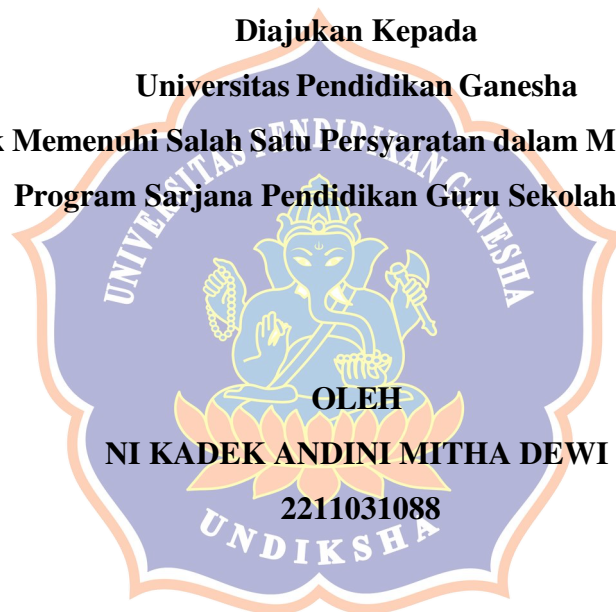 Diajukan Kepada
Universitas Pendidikan Ganesha
Memenuhi Salah Satu Persyaratan dalam
Program Sarjana Pendidikan Guru Sekolah
UNIVERSITAS PENDIDIKAN GANESHA
OLEH
NI KADEK ANDINI MITHA DEWI
2211031088
UNDIKSHA